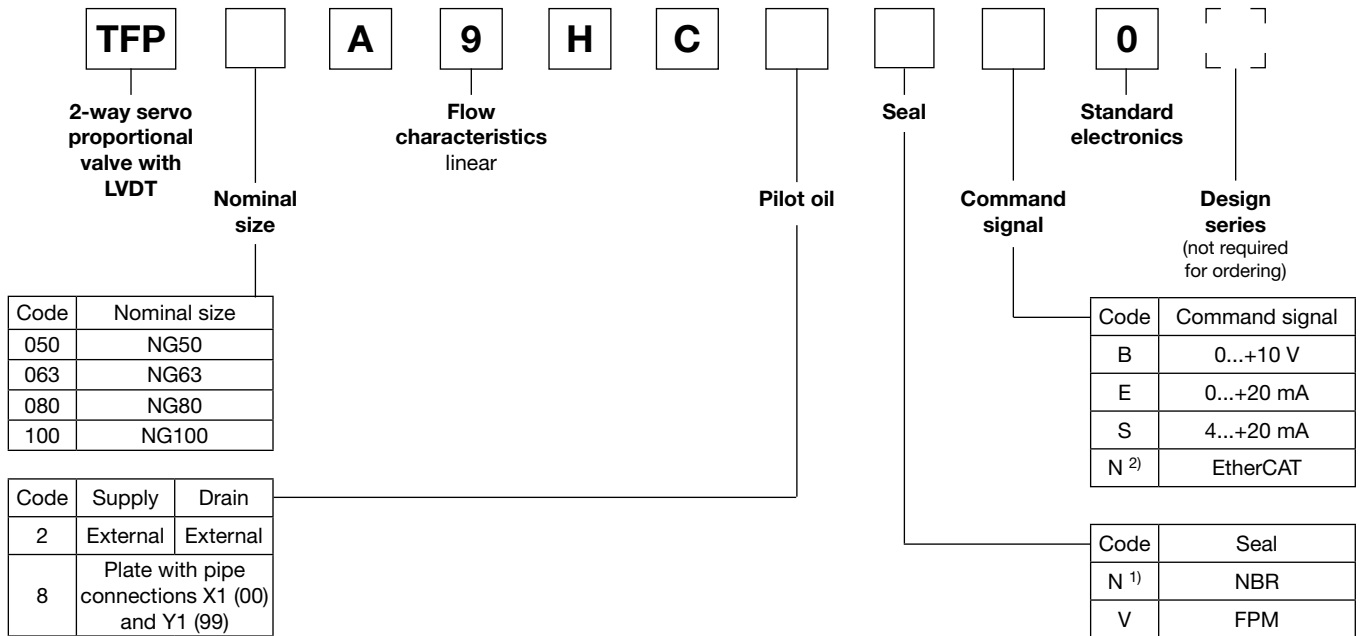 TFP A 9 H C 0
2-way servo
proportional
valve with
LVDT
Flow
characteristics
linear
Seal
Standard
electronics
Nominal
size
Pilot oil
Command
signal
Design
series
(not required
for ordering)
Code Nominal size
050 NG50
063 NG63
080 NG80
100 NG100
Code Command signal
B 0...+10 V
E 0...+20 mA
S 4...+20 mA
N 2) EtherCAT
Code Supply Drain
2 External External
8 Plate with pipe
connections X1 (00)
and Y1 (99)
Code Seal
N 1) NBR
V FPM